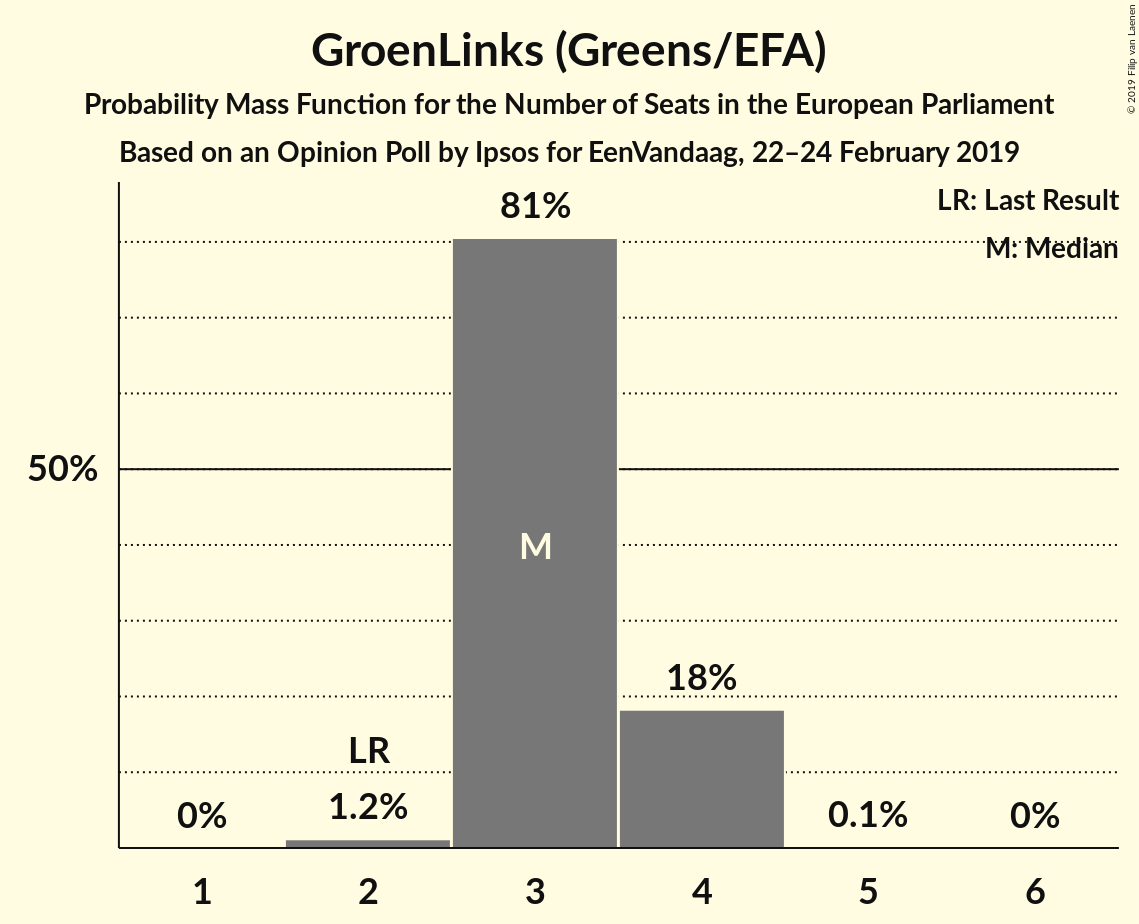 GroenLinks (Greens/EFA)
Probability Mass Function for the Number of Seats in the European Parliament
Based on an Opinion Poll by Ipsos for EenVandaag, 22–24 February 2019
© 2019 Filip van Laenen
LR: Last Result
M: Median
81%
50%
M
18%
LR
0%
1.2%
0.1%
0%
1 2 3 4 5 6